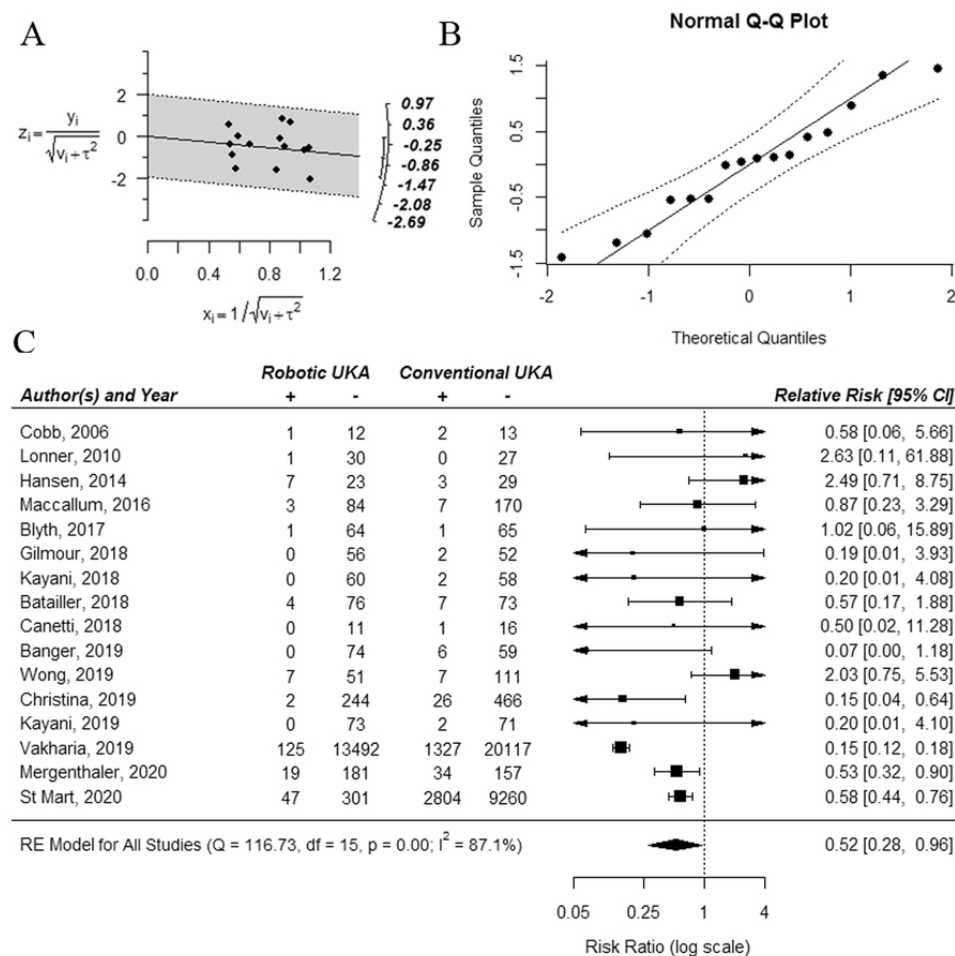 A
2
0
-2
z_i = y_i / √(v_i + τ²)
0.0 0.4 0.8 1.2
x_i = 1/√(v_i + τ²)
0.97
0.36
-0.25
-0.86
-1.47
-2.08
-2.69
B
Normal Q-Q Plot
Sample Quantiles
1.5
0.5
-0.5
-1.5
-2 -1 0 1 2
Theoretical Quantiles
C
Robotic UKA Conventional UKA
Author(s) and Year + - + - Relative Risk [95% CI]
Cobb, 2006 1 12 2 13 0.58 [0.06, 5.66]
Lonner, 2010 1 30 0 27 2.63 [0.11, 61.88]
Hansen, 2014 7 23 3 29 2.49 [0.71, 8.75]
Maccallum, 2016 3 84 7 170 0.87 [0.23, 3.29]
Blyth, 2017 1 64 1 65 1.02 [0.06, 15.89]
Gilmour, 2018 0 56 2 52 0.19 [0.01, 3.93]
Kayani, 2018 0 60 2 58 0.20 [0.01, 4.08]
Batailler, 2018 4 76 7 73 0.57 [0.17, 1.88]
Canetti, 2018 0 11 1 16 0.50 [0.02, 11.28]
Banger, 2019 0 74 6 59 0.07 [0.00, 1.18]
Wong, 2019 7 51 7 111 2.03 [0.75, 5.53]
Christina, 2019 2 244 26 466 0.15 [0.04, 0.64]
Kayani, 2019 0 73 2 71 0.20 [0.01, 4.10]
Vakharia, 2019 125 13492 1327 20117 0.15 [0.12, 0.18]
Mergenthaler, 2020 19 181 34 157 0.53 [0.32, 0.90]
St Mart, 2020 47 301 2804 9260 0.58 [0.44, 0.76]
RE Model for All Studies (Q = 116.73, df = 15, p = 0.00; I² = 87.1%) 0.52 [0.28, 0.96]
0.05 0.25 1 4
Risk Ratio (log scale)